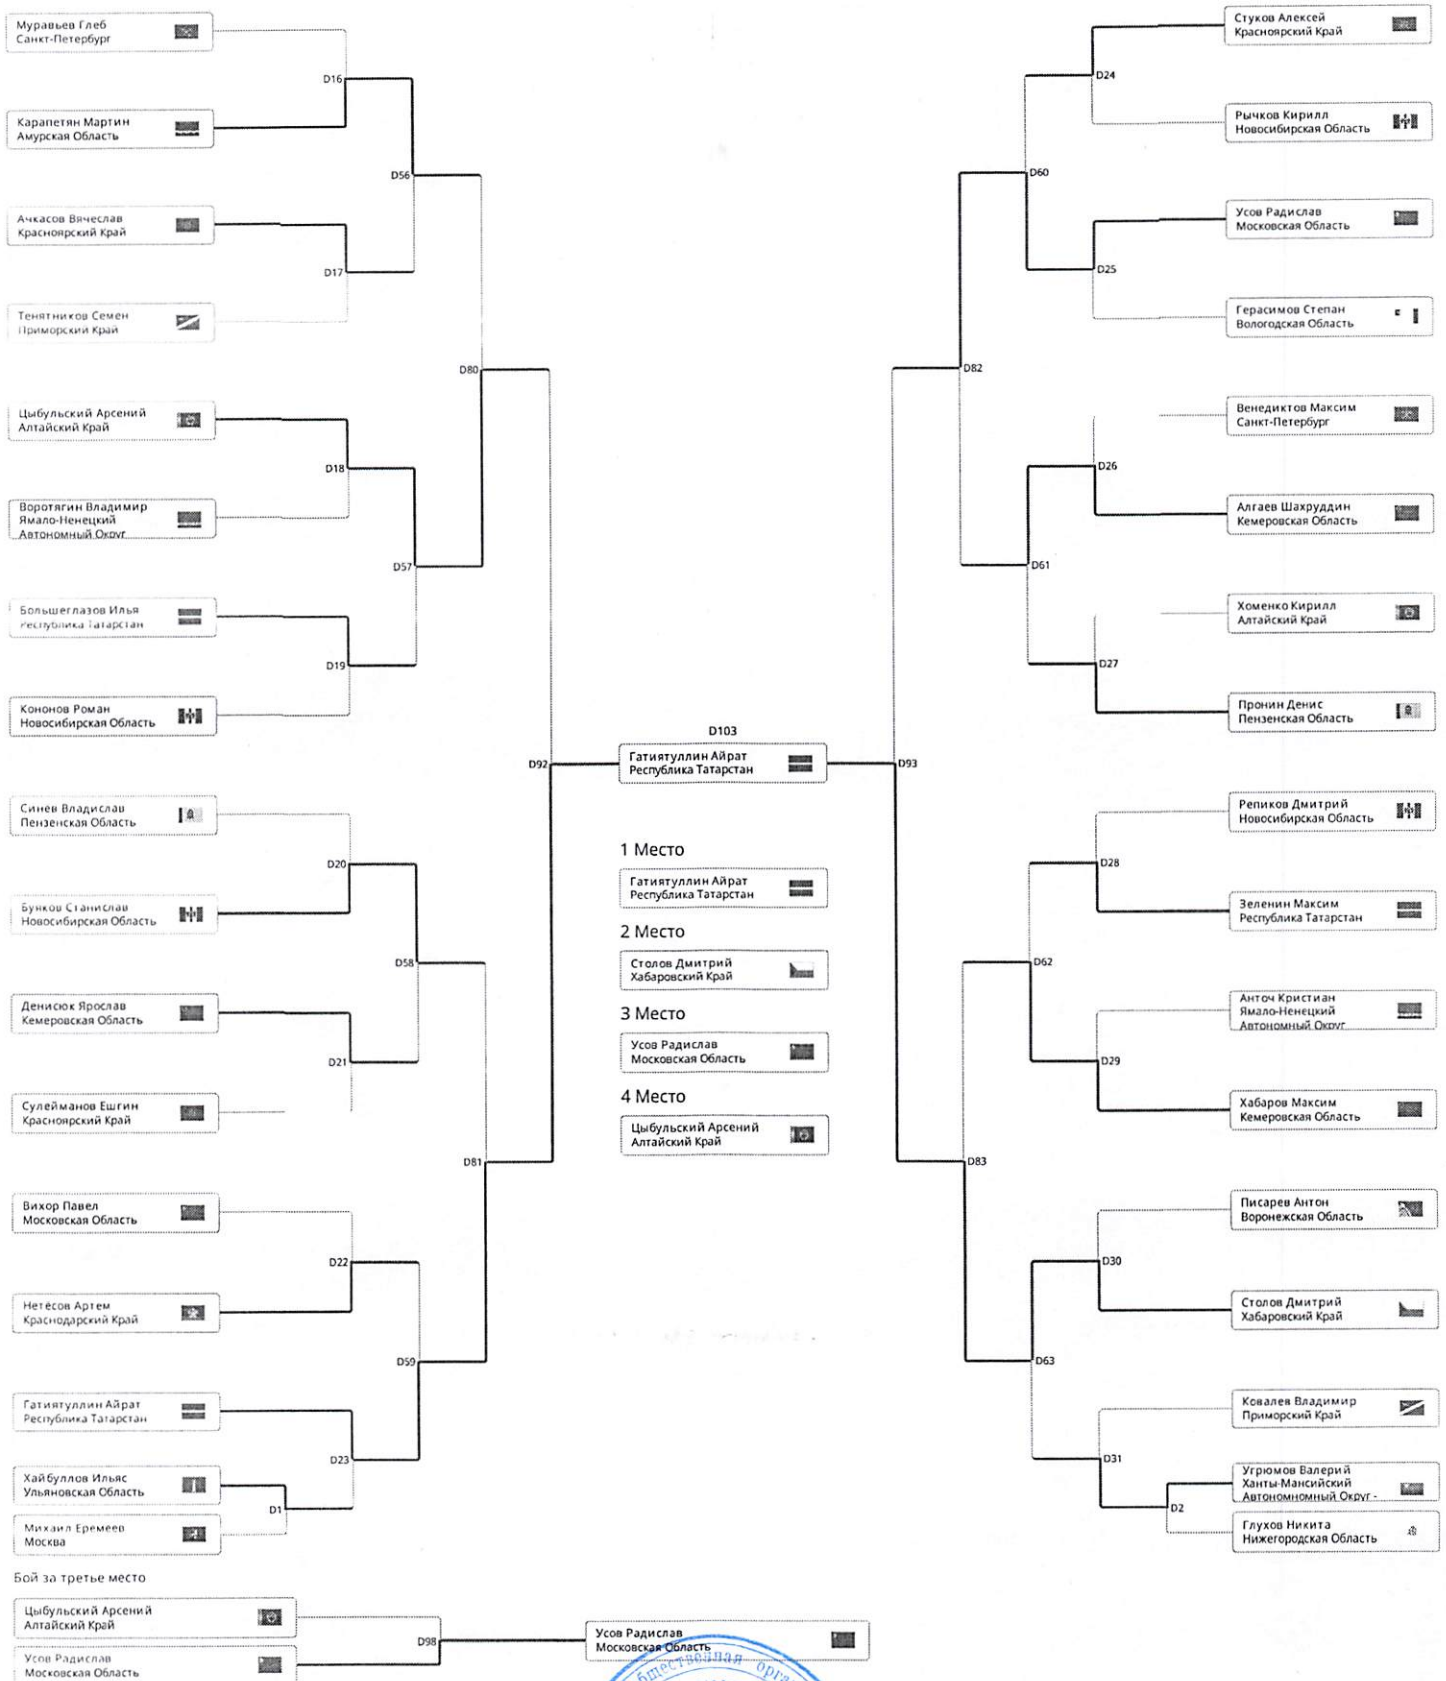 Муравьев Глеб
Санкт-Петербург
D16
Карапетян Мартин
Амурская Область
D56
Ачкасов Вячеслав
Красноярский Край
D17
Тенятников Семен
Приморский Край
D80
Цыбульский Арсений
Алтайский Край
D18
Воротягин Владимир
Ямало-Ненецкий
Автономный Округ
D57
Большеглазов Илья
Республика Татарстан
D19
Кононов Роман
Новосибирская Область
D92
Синев Владислав
Пензенская Область
D20
Буяков Станислав
Новосибирская Область
D58
Денисюк Ярослав
Кемеровская Область
D21
Сулейманов Ешгин
Красноярский Край
D81
Вихор Павел
Московская Область
D22
Нетёсов Артем
Краснодарский Край
D59
Гатиятуллин Айрат
Республика Татарстан
D23
Хайбуллов Ильяс
Ульяновская Область
D1
Михаил Еремеев
Москва
D103
Гатиятуллин Айрат
Республика Татарстан
1 Место
Гатиятуллин Айрат
Республика Татарстан
2 Место
Столов Дмитрий
Хабаровский Край
3 Место
Усов Радислав
Московская Область
4 Место
Цыбульский Арсений
Алтайский Край
Стуков Алексей
Красноярский Край
D24
Рычков Кирилл
Новосибирская Область
D60
Усов Радислав
Московская Область
D25
Герасимов Степан
Вологодская Область
D82
Венедиктов Максим
Санкт-Петербург
D26
Алгаев Шахруддин
Кемеровская Область
D61
Хоменко Кирилл
Алтайский Край
D27
Пронин Денис
Пензенская Область
D93
Репиков Дмитрий
Новосибирская Область
D28
Зеленин Максим
Республика Татарстан
D62
Анточ Кристиан
Ямало-Ненецкий
Автономный Округ
D29
Хабаров Максим
Кемеровская Область
D83
Писарев Антон
Воронежская Область
D30
Столов Дмитрий
Хабаровский Край
D63
Ковалев Владимир
Приморский Край
D31
Угрюмов Валерий
Ханты-Мансийский
Автономномный Округ -
D2
Глухов Никита
Нижегородская Область
Бой за третье место
Цыбульский Арсений
Алтайский Край
D98
Усов Радислав
Московская Область
Усов Радислав
Московская Область